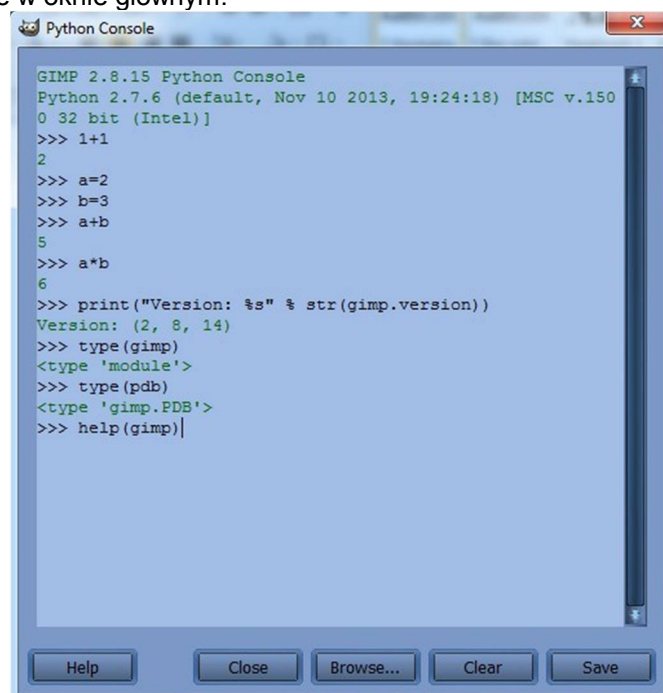 w oknie głównym.
Python Console
GIMP 2.8.15 Python Console
Python 2.7.6 (default, Nov 10 2013, 19:24:18) [MSC v.150
0 32 bit (Intel)]
>>> 1+1
2
>>> a=2
>>> b=3
>>> a+b
5
>>> a*b
6
>>> print("Version: %s" % str(gimp.version))
Version: (2, 8, 14)
>>> type(gimp)
<type 'module'>
>>> type(pdb)
<type 'gimp.PDB'>
>>> help(gimp)
Help Close Browse... Clear Save